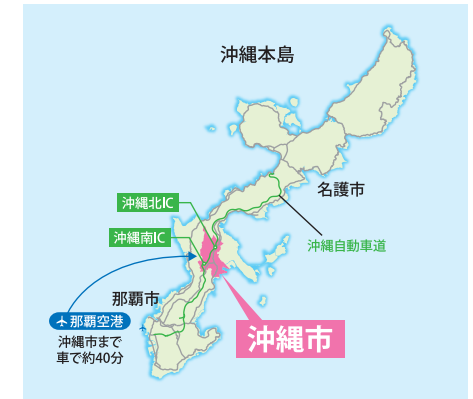 沖縄本島
名護市
沖縄北IC
沖縄南IC
沖縄自動車道
那覇市
那覇空港
沖縄市まで
車で約40分
沖縄市